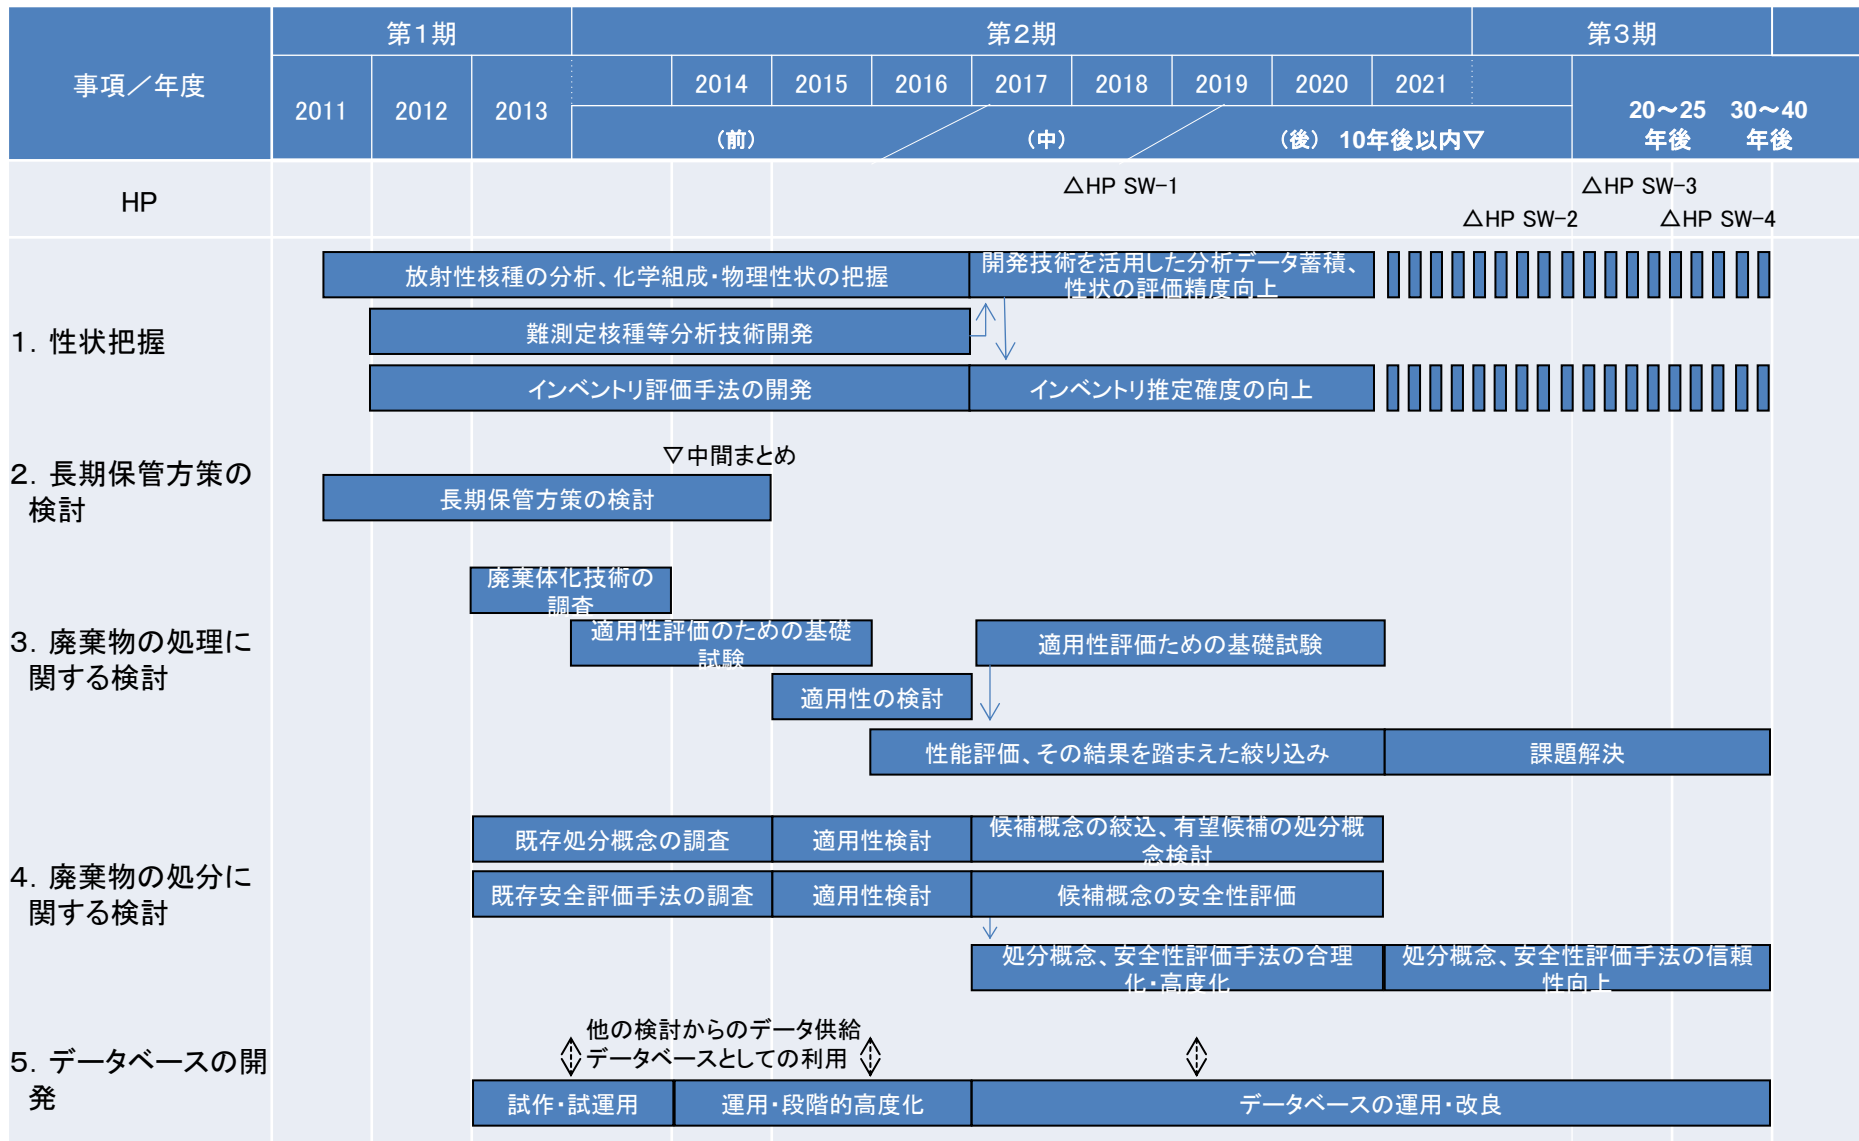 事項／年度
第１期
第２期
第３期
2011
2012
2013
2014
2015
2016
2017
2018
2019
2020
2021
（前）
（中）
（後）
10年後以内▽
20～25
年後
30～40
年後
HP
△HP SW-1
△HP SW-2
△HP SW-3
△HP SW-4
１．性状把握
放射性核種の分析、化学組成・物理性状の把握
開発技術を活用した分析データ蓄積、
性状の評価精度向上
難測定核種等分析技術開発
インベントリ評価手法の開発
インベントリ推定確度の向上
２．長期保管方策の
検討
▽中間まとめ
長期保管方策の検討
３．廃棄物の処理に
関する検討
廃棄体化技術の
調査
適用性評価のための基礎
試験
適用性評価ための基礎試験
適用性の検討
性能評価、その結果を踏まえた絞り込み
課題解決
４．廃棄物の処分に
関する検討
既存処分概念の調査
適用性検討
候補概念の絞込、有望候補の処分概
念検討
既存安全評価手法の調査
適用性検討
候補概念の安全性評価
処分概念、安全性評価手法の合理
化・高度化
処分概念、安全性評価手法の信頼
性向上
５．データベースの開
発
他の検討からのデータ供給
データベースとしての利用
試作・試運用
運用・段階的高度化
データベースの運用・改良